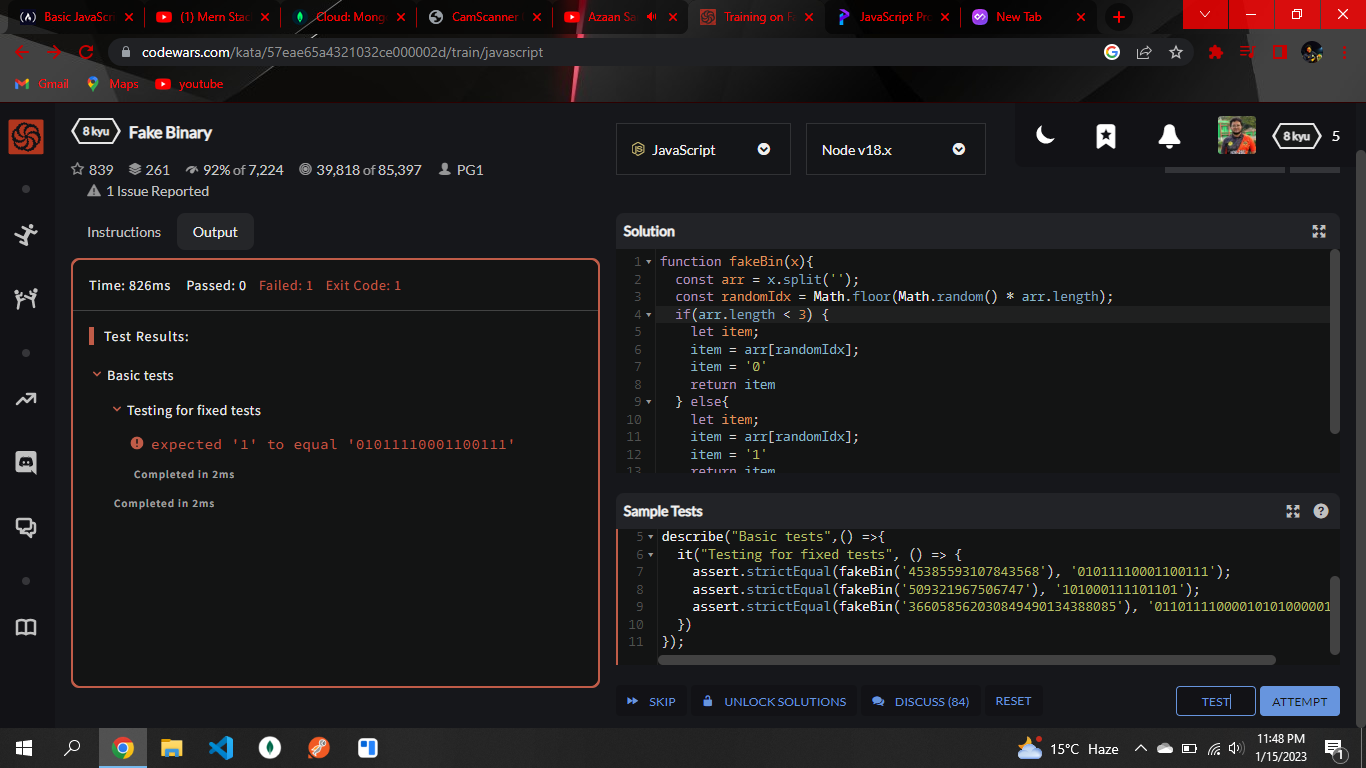 Basic JavaScr
(1) Mern Stac
Cloud: Mong
CamScanner
Azaan Sa
Training on F
JavaScript Pro
New Tab
codewars.com/kata/57eae65a4321032ce000002d/train/javascript
Gmail
Maps
youtube
8 kyu
Fake Binary
839
261
92% of 7,224
39,818 of 85,397
PG1
1 Issue Reported
JavaScript
Node v18.x
8 kyu
5
Instructions
Output
Time: 826ms Passed: 0 Failed: 1 Exit Code: 1
Test Results:
Basic tests
Testing for fixed tests
expected '1' to equal '01011110001100111'
Completed in 2ms
Completed in 2ms
Solution
1 function fakeBin(x){
2 const arr = x.split('');
3 const randomIdx = Math.floor(Math.random() * arr.length);
4 if(arr.length < 3) {
5 let item;
6 item = arr[randomIdx];
7 item = '0'
8 return item
9 } else{
10 let item;
11 item = arr[randomIdx];
12 item = '1'
13 return item
Sample Tests
5 describe("Basic tests",() =>{
6 it("Testing for fixed tests", () => {
7 assert.strictEqual(fakeBin('45385593107843568'), '01011110001100111');
8 assert.strictEqual(fakeBin('509321967506747'), '101000111101101');
9 assert.strictEqual(fakeBin('366058562030849490134388085'), '011011110000101010000011
10 })
11 });
SKIP
UNLOCK SOLUTIONS
DISCUSS (84)
RESET
TEST
ATTEMPT
15°C Haze
11:48 PM
1/15/2023
1